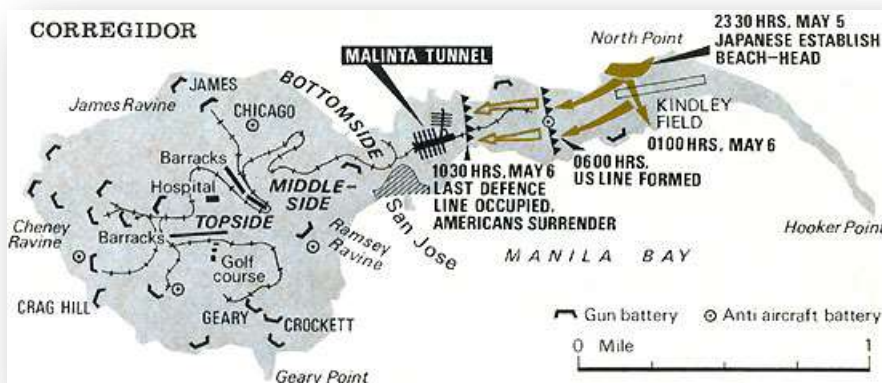 CORREGIDOR
North Point
2330 HRS, MAY 5
JAPANESE ESTABLISH
BEACH-HEAD
MALINTA TUNNEL
JAMES
James Ravine
CHICAGO
BOTTOMSIDE
KINDLEY
FIELD
0100 HRS, MAY 6
Barracks
Hospital
MIDDLE-
SIDE
1030 HRS, MAY 6
LAST DEFENCE
LINE OCCUPIED,
AMERICANS SURRENDER
0600 HRS,
US LINE FORMED
TOPSIDE
San Jose
Cheney
Ravine
Barracks
Ramsey
Ravine
Hooker Point
Golf
course
MANILA BAY
CRAG HILL
GEARY
CROCKETT
Gun battery
Anti aircraft battery
0 Mile 1
Geary Point